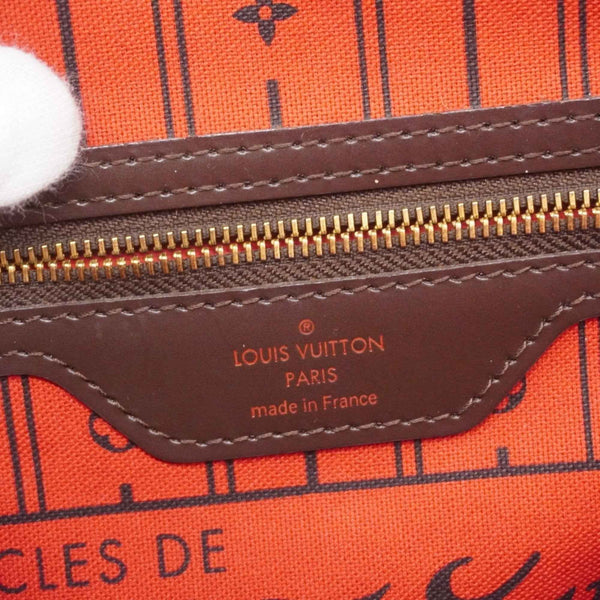 ®
LOUIS VUITTON
PARIS
made in France
CLES DE